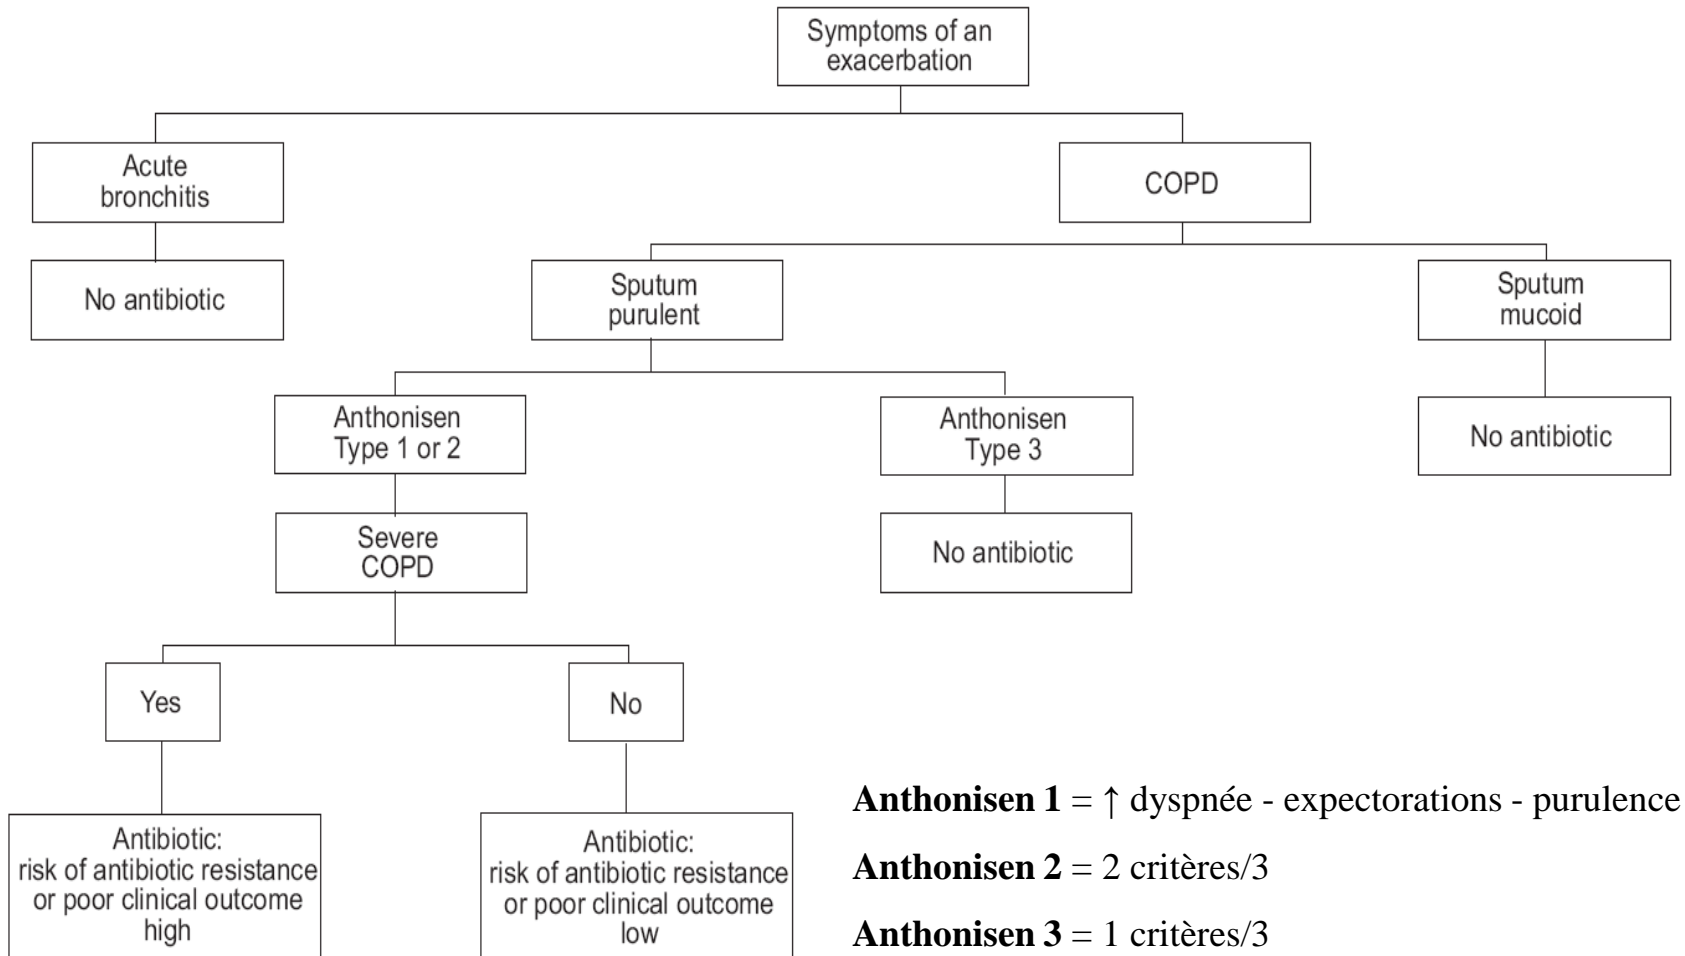 Symptoms of an
exacerbation
Acute
bronchitis
COPD
No antibiotic
Sputum
purulent
Sputum
mucoid
Anthonisen
Type 1 or 2
Anthonisen
Type 3
No antibiotic
Severe
COPD
No antibiotic
Yes
No
Antibiotic:
risk of antibiotic resistance
or poor clinical outcome
high
Antibiotic:
risk of antibiotic resistance
or poor clinical outcome
low
Anthonisen 1 = ↑ dyspnée - expectorations - purulence
Anthonisen 2 = 2 critères/3
Anthonisen 3 = 1 critères/3